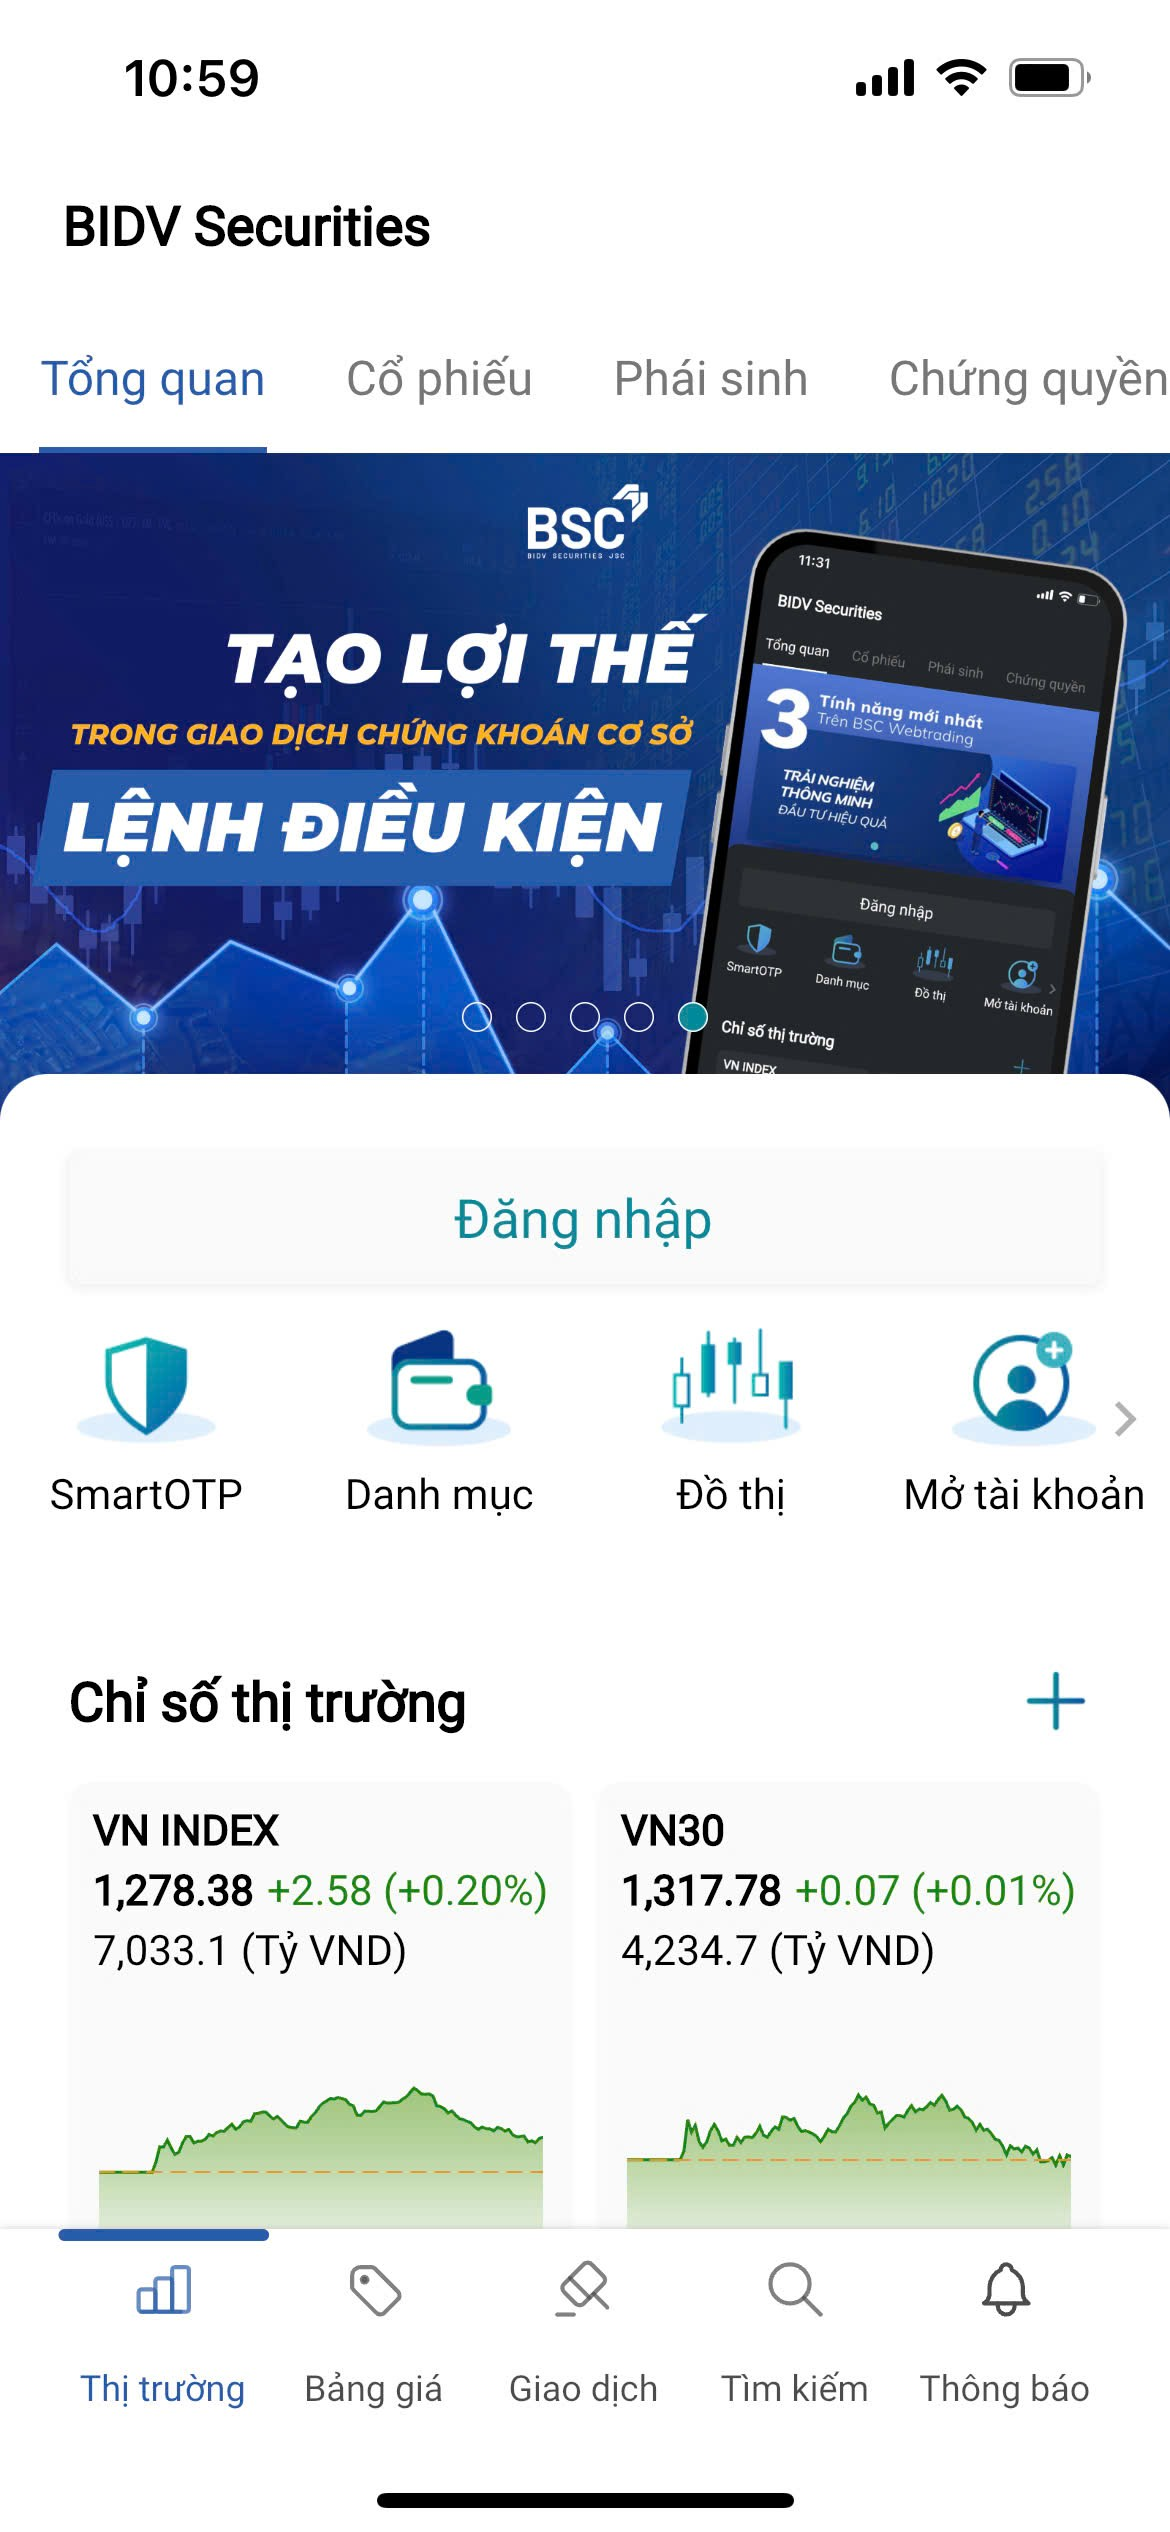 10:59
BIDV Securities
Tổng quan Cổ phiếu Phái sinh Chứng quyền
BSC
BIDV SECURITIES JSC
TẠO LỢI THẾ
TRONG GIAO DỊCH CHỨNG KHOÁN CƠ SỞ
LỆNH ĐIỀU KIỆN
11:31
BIDV Securities
Tổng quan Cổ phiếu Phái sinh Chứng quyền
3 Tính năng mới nhất
Trên BSC Webtrading
TRẢI NGHIỆM
THÔNG MINH
ĐẦU TƯ HIỆU QUẢ
Đăng nhập
SmartOTP Danh mục Đồ thị Mở tài khoản
Chỉ số thị trường
VN INDEX
Đăng nhập
SmartOTP Danh mục Đồ thị Mở tài khoản
Chỉ số thị trường
VN INDEX
1,278.38 +2.58 (+0.20%)
7,033.1 (Tỷ VND)
VN30
1,317.78 +0.07 (+0.01%)
4,234.7 (Tỷ VND)
Thị trường Bảng giá Giao dịch Tìm kiếm Thông báo